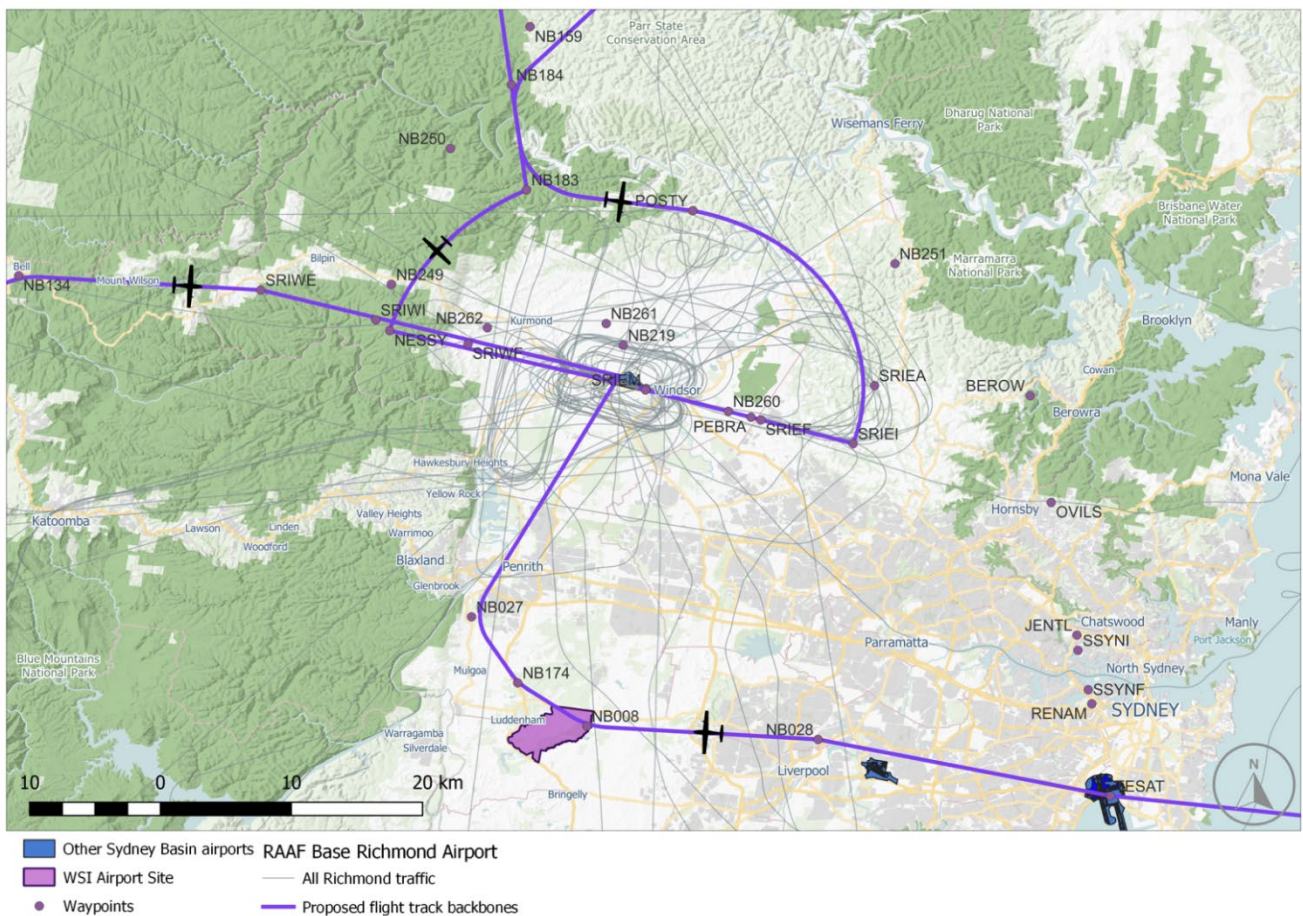 Parr State
Conservation Area
NB159
NB184
Dharug National
Park
Wisemans Ferry
NB250
NB183
POSTY
Brisbane Water
National Park
NB251
Marramarra
National Park
Bell
NB134
Mount Wilson
Bilpin
SRIWE
NB249
SRIWI
NB262
Kurmond
NB261
NB219
Brooklyn
NESSY
SRIWF
Cowan
SRIEM
Windsor
SRIEA
BEROW
Berowra
NB260
PEBRA
SRIEF
SRIEI
Hawkesbury Heights
Mona Vale
Yellow Rock
Katoomba
Lawson
Linden
Valley Heights
Warrimoo
Woodford
Hornsby
OVILS
Blaxland
Penrith
Glenbrook
NB027
JENTL
Chatswood
Manly
SSYNI
Port Jackson
Parramatta
Blue Mountains
National Park
Mulgoa
NB174
North Sydney
SSYNF
RENAM
SYDNEY
Luddenham
NB008
Warragamba
Silverdale
NB028
Liverpool
N
10 0 10 20 km
Bringelly
TESAT
Other Sydney Basin airports
RAAF Base Richmond Airport
WSI Airport Site
All Richmond traffic
Waypoints
Proposed flight track backbones